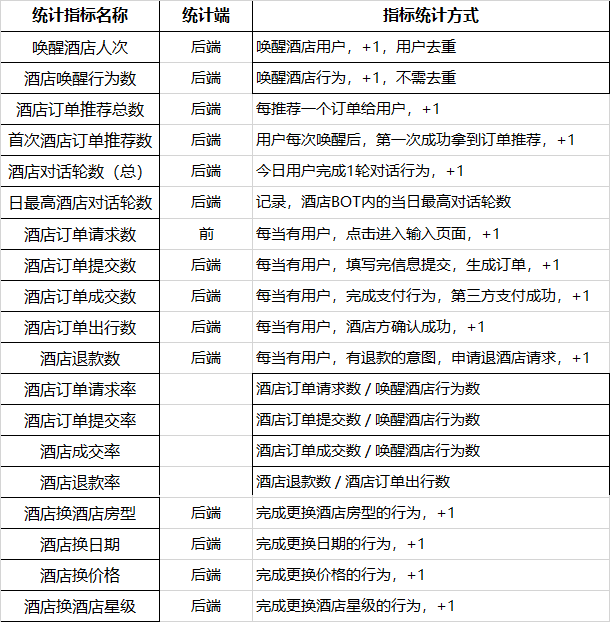 统计指标名称 统计端 指标统计方式
唤醒酒店人次 后端 唤醒酒店用户，+1，用户去重
酒店唤醒行为数 后端 唤醒酒店行为，+1，不需去重
酒店订单推荐总数 后端 每推荐一个订单给用户，+1
首次酒店订单推荐数 后端 用户每次唤醒后，第一次成功拿到订单推荐，+1
酒店对话轮数（总） 后端 今日用户完成1轮对话行为，+1
日最高酒店对话轮数 后端 记录，酒店BOT内的当日最高对话轮数
酒店订单请求数 前 每当有用户，点击进入输入页面，+1
酒店订单提交数 后端 每当有用户，填写完信息提交，生成订单，+1
酒店订单成交数 后端 每当有用户，完成支付行为，第三方支付成功，+1
酒店订单出行数 后端 每当有用户，酒店方确认成功，+1
酒店退款数 后端 每当有用户，有退款的意图，申请退酒店请求，+1
酒店订单请求率 酒店订单请求数 / 唤醒酒店行为数
酒店订单提交率 酒店订单提交数 / 唤醒酒店行为数
酒店成交率 酒店订单成交数 / 唤醒酒店行为数
酒店退款率 酒店退款数 / 酒店订单出行数
酒店换酒店房型 后端 完成更换酒店房型的行为，+1
酒店换日期 后端 完成更换日期的行为，+1
酒店换价格 后端 完成更换价格的行为，+1
酒店换酒店星级 后端 完成更换酒店星级的行为，+1